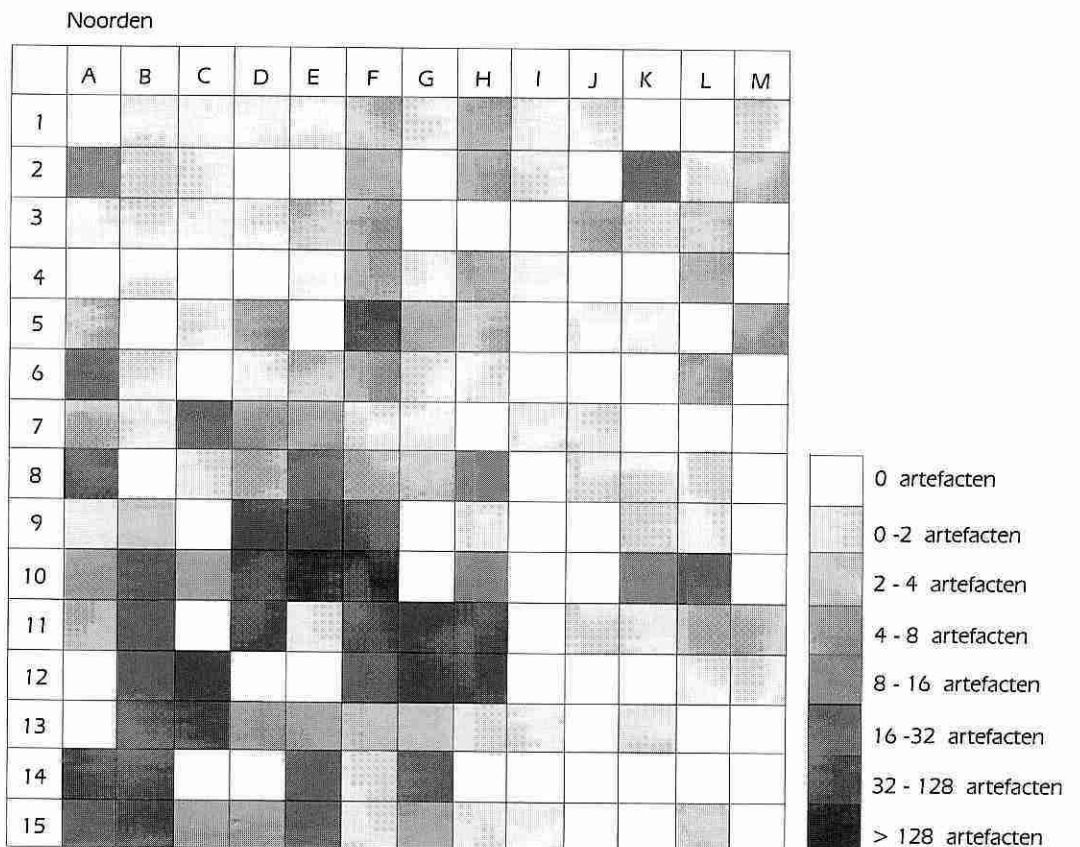 Noorden
A B C D E F G H I J K L M
1
2
3
4
5
6
7
8
9
10
11
12
13
14
15
0 artefacten
0 -2 artefacten
2 - 4 artefacten
4 - 8 artefacten
8 - 16 artefacten
16 -32 artefacten
32 - 128 artefacten
> 128 artefacten